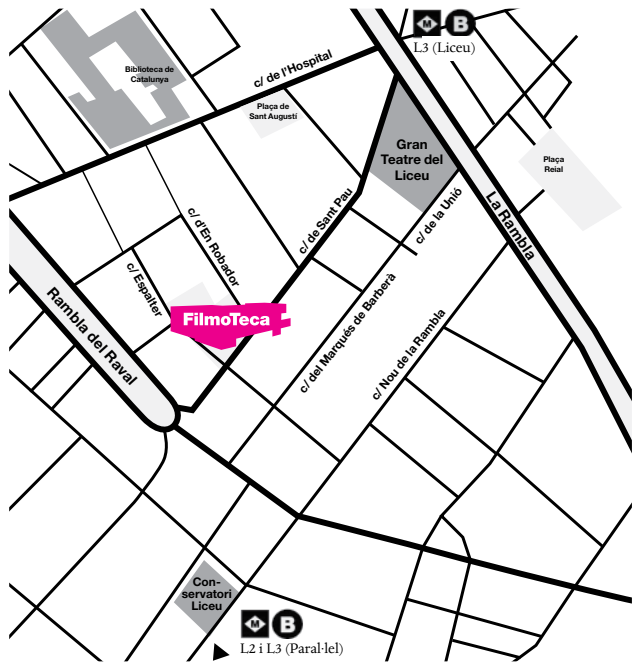 M B
L3 (Liceu)
Biblioteca de
Catalunya
c/ de l'Hospital
Plaça de
Sant Augustí
Gran
Teatre del
Liceu
Plaça
Reial
La Rambla
c/ de la Unió
c/ de Sant Pau
c/ d'En Robador
c/ Espalter
FilmoTeca
Rambla del Raval
c/ del Marqués de Barberà
c/ Nou de la Rambla
Con-
servatori
Liceu
M B
L2 i L3 (Paral·lel)